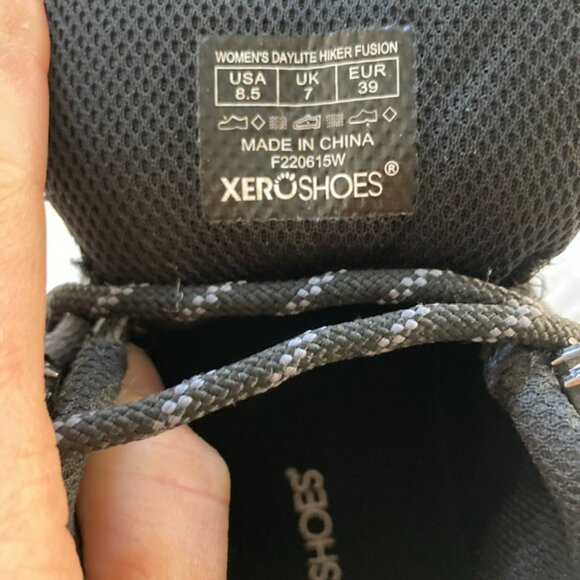 WOMEN'S DAYLITE HIKER FUSION
USA UK EUR
8.5 7 39
MADE IN CHINA
F220615W
XEROSHOES®
SHOES